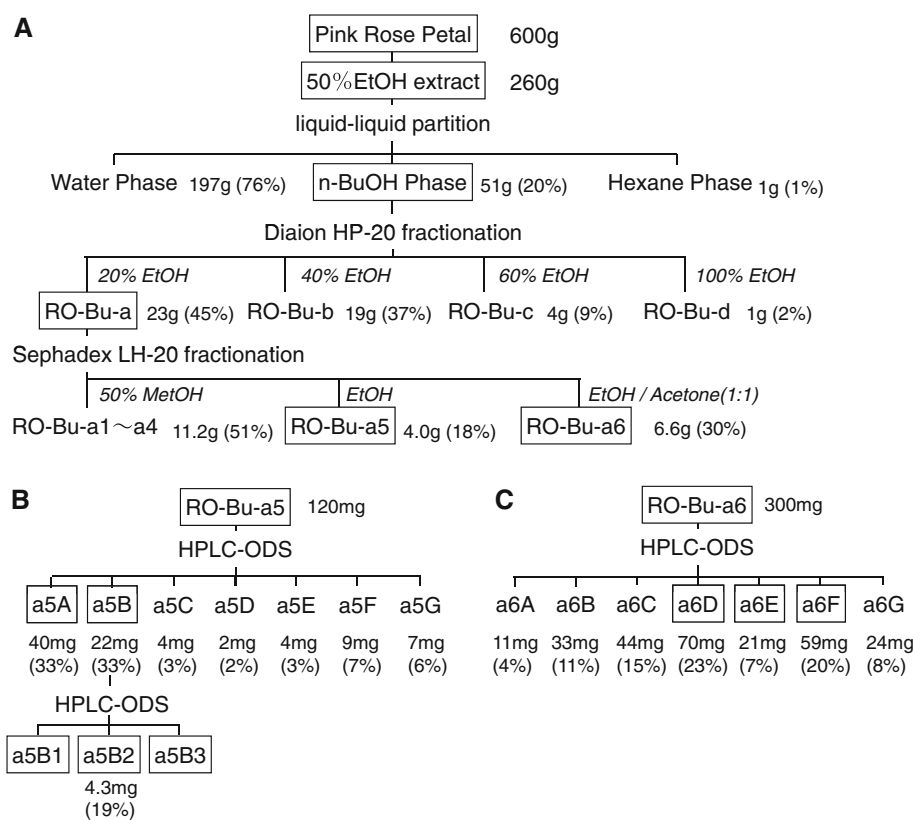 A
Pink Rose Petal 600g
50%EtOH extract 260g
liquid-liquid partition
Water Phase 197g (76%) n-BuOH Phase 51g (20%) Hexane Phase 1g (1%)
Diaion HP-20 fractionation
20% EtOH 40% EtOH 60% EtOH 100% EtOH
RO-Bu-a 23g (45%) RO-Bu-b 19g (37%) RO-Bu-c 4g (9%) RO-Bu-d 1g (2%)
Sephadex LH-20 fractionation
50% MetOH EtOH EtOH / Acetone(1:1)
RO-Bu-a1～a4 11.2g (51%) RO-Bu-a5 4.0g (18%) RO-Bu-a6 6.6g (30%)
B
RO-Bu-a5 120mg
HPLC-ODS
a5A a5B a5C a5D a5E a5F a5G
40mg 22mg 4mg 2mg 4mg 9mg 7mg
(33%) (33%) (3%) (2%) (3%) (7%) (6%)
HPLC-ODS
a5B1 a5B2 a5B3
4.3mg
(19%)
C
RO-Bu-a6 300mg
HPLC-ODS
a6A a6B a6C a6D a6E a6F a6G
11mg 33mg 44mg 70mg 21mg 59mg 24mg
(4%) (11%) (15%) (23%) (7%) (20%) (8%)